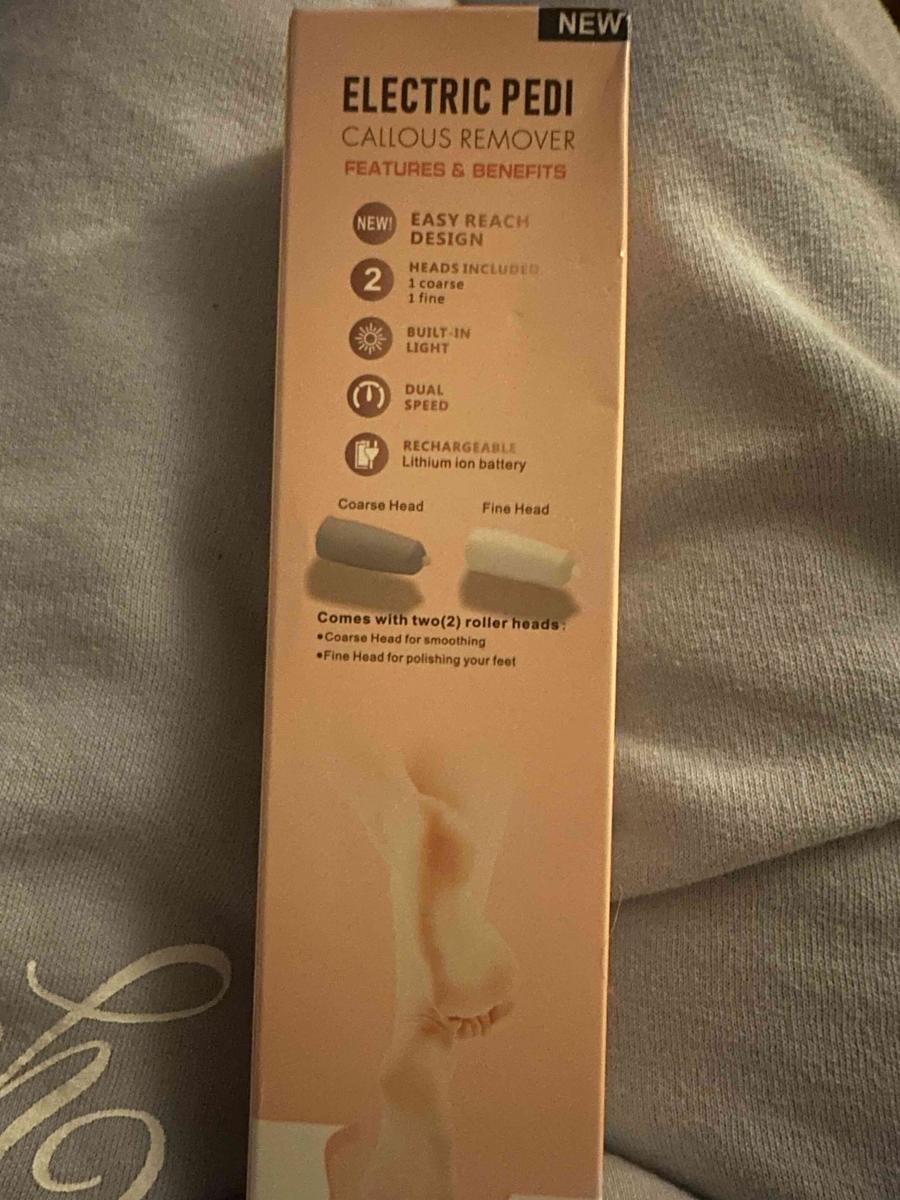 NEW
ELECTRIC PEDI
CALLOUS REMOVER
FEATURES & BENEFITS
NEW!
EASY REACH
DESIGN
2
HEADS INCLUDED
1 coarse
1 fine
BUILT-IN
LIGHT
DUAL
SPEED
RECHARGEABLE
Lithium ion battery
Coarse Head
Fine Head
Comes with two(2) roller heads:
•Coarse Head for smoothing
•Fine Head for polishing your feet